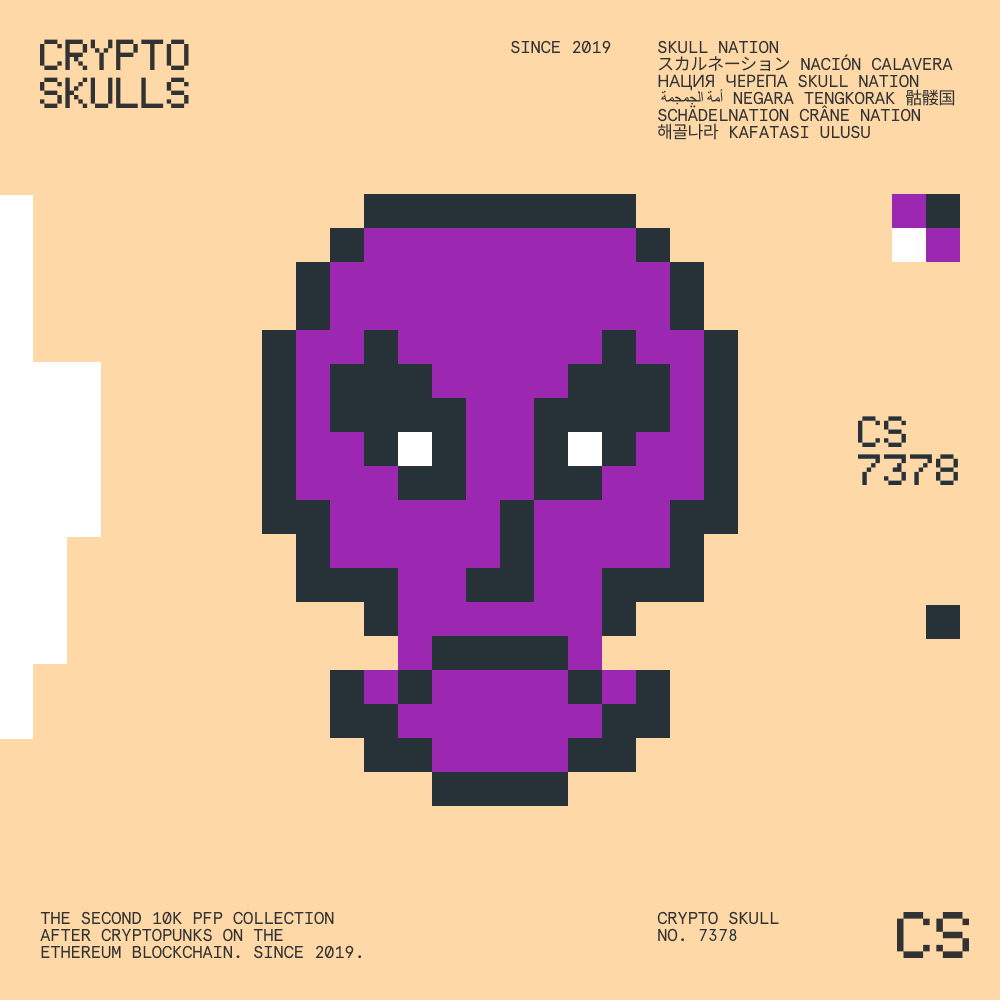 CRYPTO
SKULLS
SINCE 2019
SKULL NATION
スカルネーション NACIÓN CALAVERA
НАЦИЯ ЧЕРЕПА SKULL NATION
أمة الجمجمة NEGARA TENGKORAK 骷髅国
SCHÄDELNATION CRÂNE NATION
해골나라 KAFATASI ULUSU
CS
7378
THE SECOND 10K PFP COLLECTION
AFTER CRYPTOPUNKS ON THE
ETHEREUM BLOCKCHAIN. SINCE 2019.
CRYPTO SKULL
NO. 7378
CS